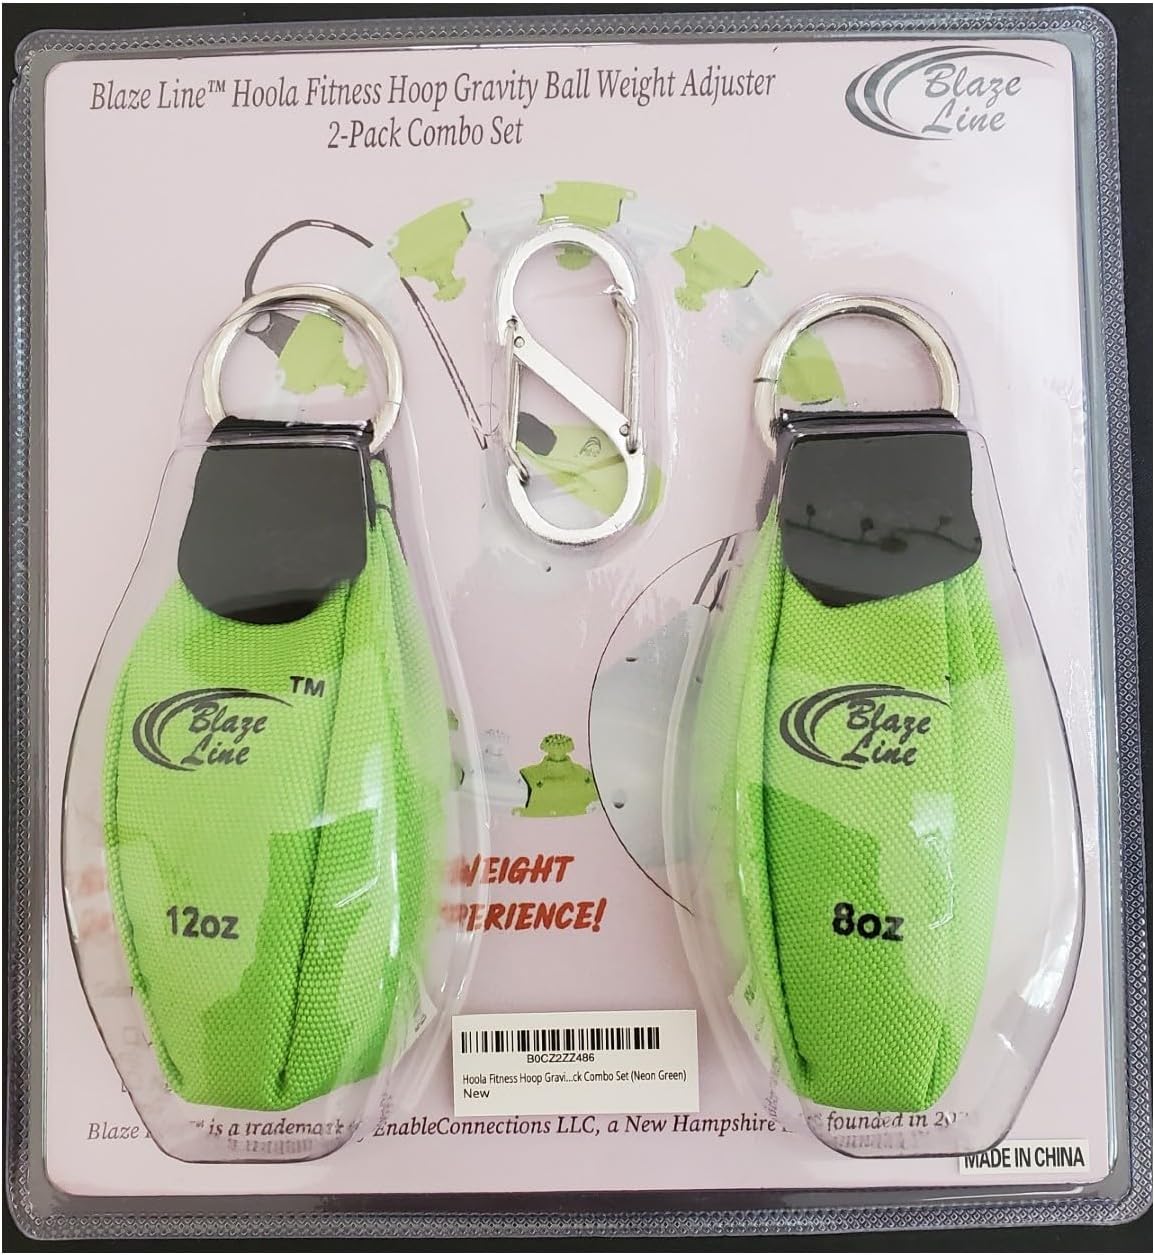 Blaze Line™ Hoola Fitness Hoop Gravity Ball Weight Adjuster
2-Pack Combo Set
Blaze
Line
TM
Blaze
Line
Blaze
Line
12oz
8oz
WEIGHT
B0CZ2ZZ486
Hoola Fitness Hoop Gravi...ck Combo Set (Neon Green)
New
Blaze is a trademark EnableConnections LLC, a New Hampshire founded in
MADE IN CHINA